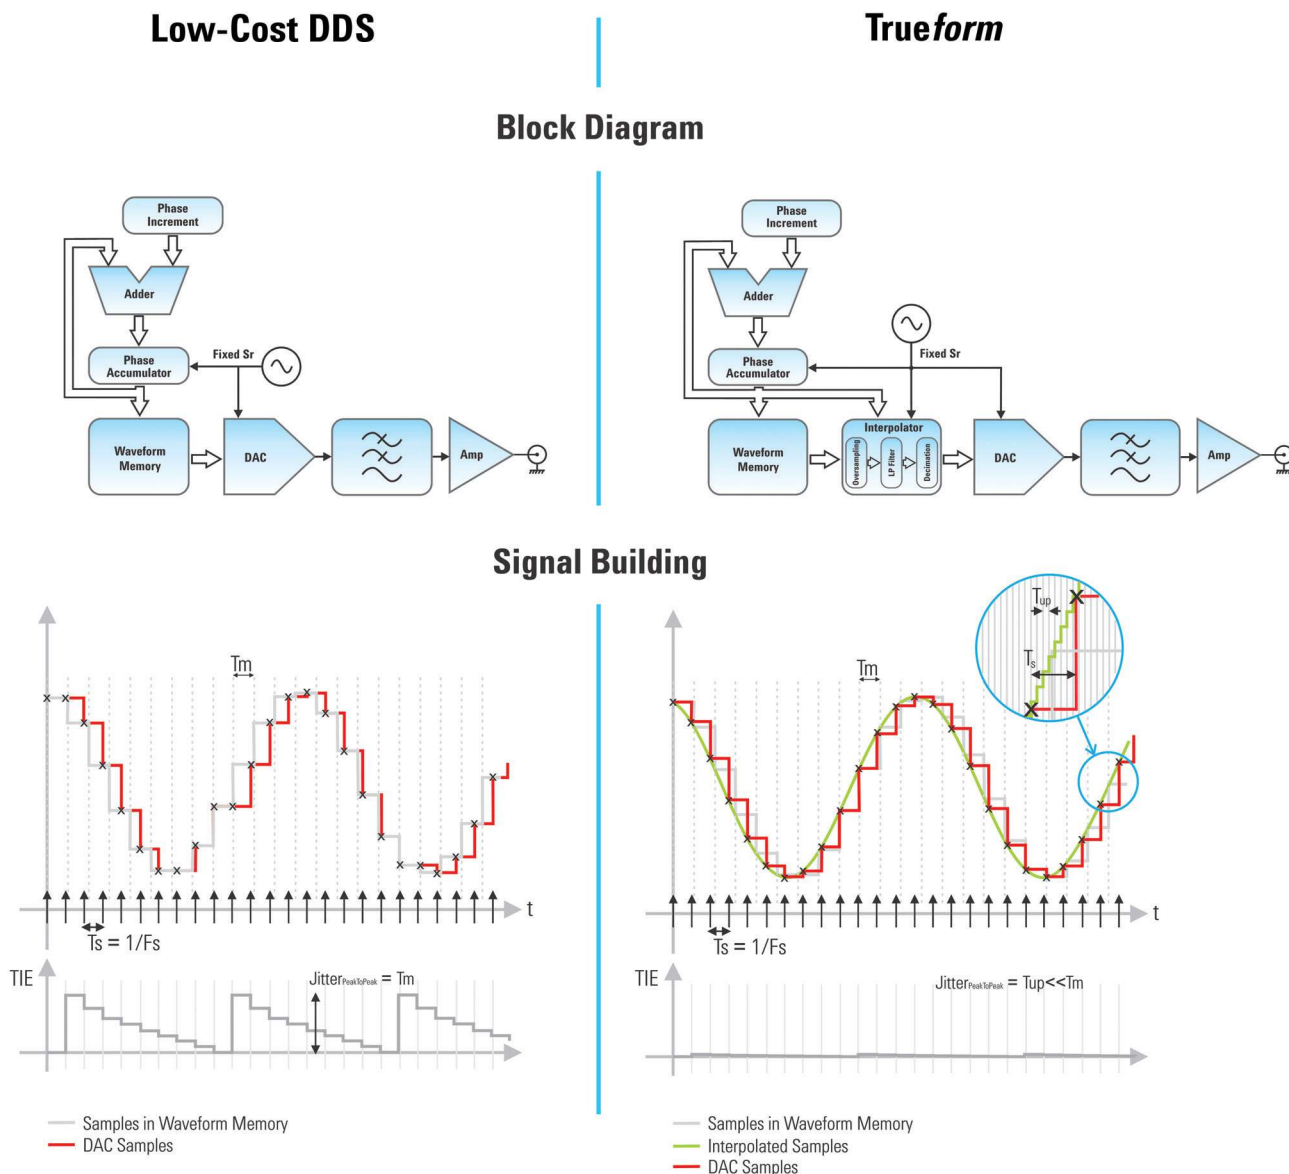 Low-Cost DDS
Trueform
Block Diagram
Phase
Increment
Adder
Phase
Accumulator
Fixed Sr
Waveform
Memory
DAC
Amp
Phase
Increment
Adder
Phase
Accumulator
Fixed Sr
Waveform
Memory
Interpolator
Oversampling
LP Filter
Decimation
DAC
Amp
Signal Building
Tm
t
Ts = 1/Fs
TIE
JitterPeakToPeak = Tm
Samples in Waveform Memory
DAC Samples
Tup
Ts
Tm
t
Ts = 1/Fs
TIE
JitterPeakToPeak = Tup<<Tm
Samples in Waveform Memory
Interpolated Samples
DAC Samples